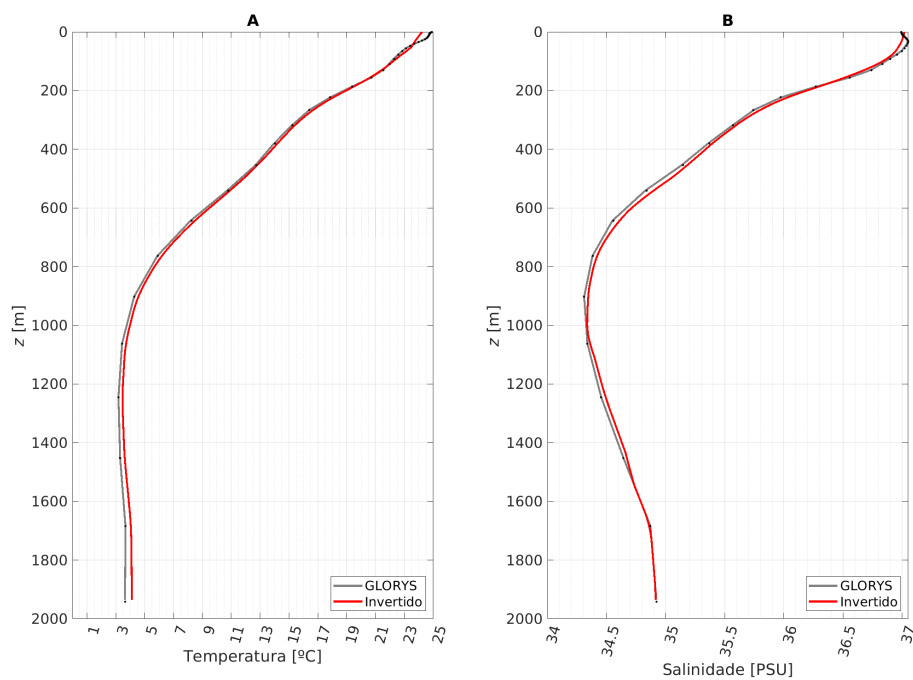 A
0
200
400
600
800
1000
1200
1400
1600
1800
2000
z [m]
1 3 5 7 9 11 13 15 17 19 21 23 25
Temperatura [ºC]
GLORYS
Invertido
B
0
200
400
600
800
1000
1200
1400
1600
1800
2000
z [m]
34 34.5 35 35.5 36 36.5 37
Salinidade [PSU]
GLORYS
Invertido